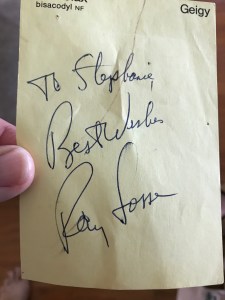 bisacodyl NF Geigy
To Stephanie,
Best Wishes
Ray